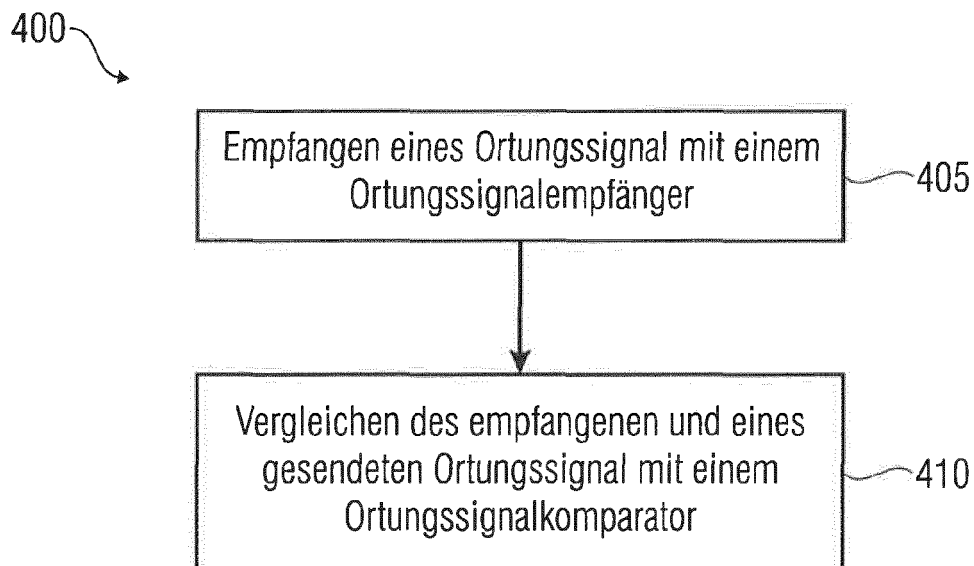 400
Empfangen eines Ortungssignal mit einem
Ortungssignalempfänger
405
Vergleichen des empfangenen und eines
gesendeten Ortungssignal mit einem
Ortungssignalkomparator
410